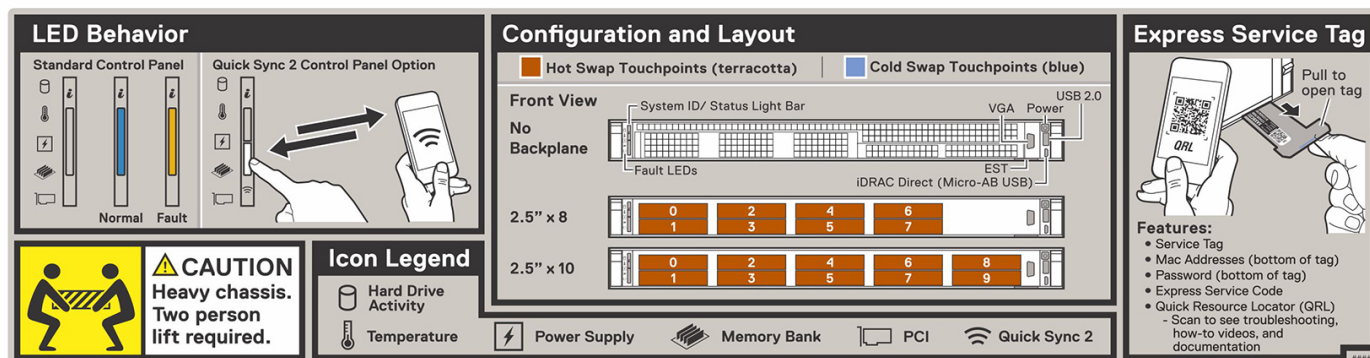 LED Behavior
Standard Control Panel
i
i
i
Normal
Fault
Quick Sync 2 Control Panel Option
i
CAUTION
Heavy chassis.
Two person
lift required.
Icon Legend
Hard Drive
Activity
Temperature
Power Supply
Memory Bank
PCI
Quick Sync 2
Configuration and Layout
Hot Swap Touchpoints (terracotta)
Cold Swap Touchpoints (blue)
Front View
No
Backplane
System ID/ Status Light Bar
VGA
Power
USB 2.0
Fault LEDs
EST
iDRAC Direct (Micro-AB USB)
2.5” x 8
0 2 4 6
1 3 5 7
2.5” x 10
0 2 4 6 8
1 3 5 7 9
Express Service Tag
Pull to
open tag
QRL
Features:
• Service Tag
• Mac Addresses (bottom of tag)
• Password (bottom of tag)
• Express Service Code
• Quick Resource Locator (QRL)
- Scan to see troubleshooting,
how-to videos, and
documentation